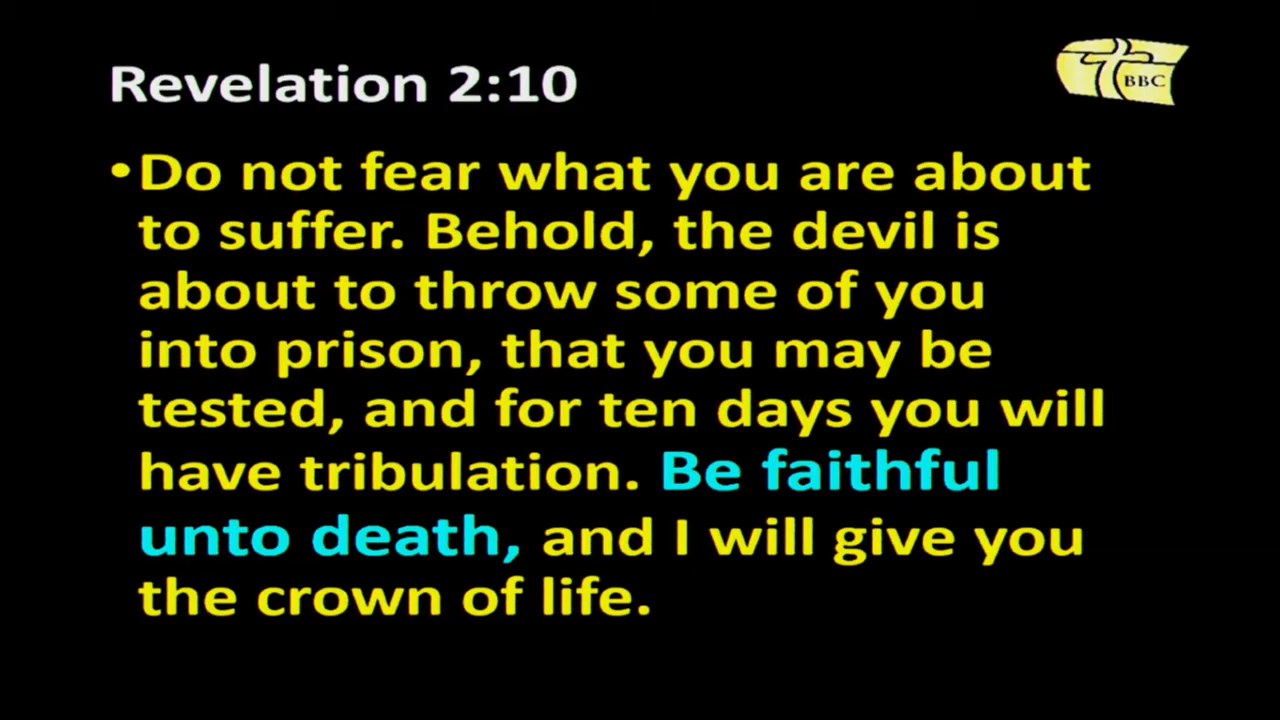 Revelation 2:10
BBC
•Do not fear what you are about
to suffer. Behold, the devil is
about to throw some of you
into prison, that you may be
tested, and for ten days you will
have tribulation. Be faithful
unto death, and I will give you
the crown of life.